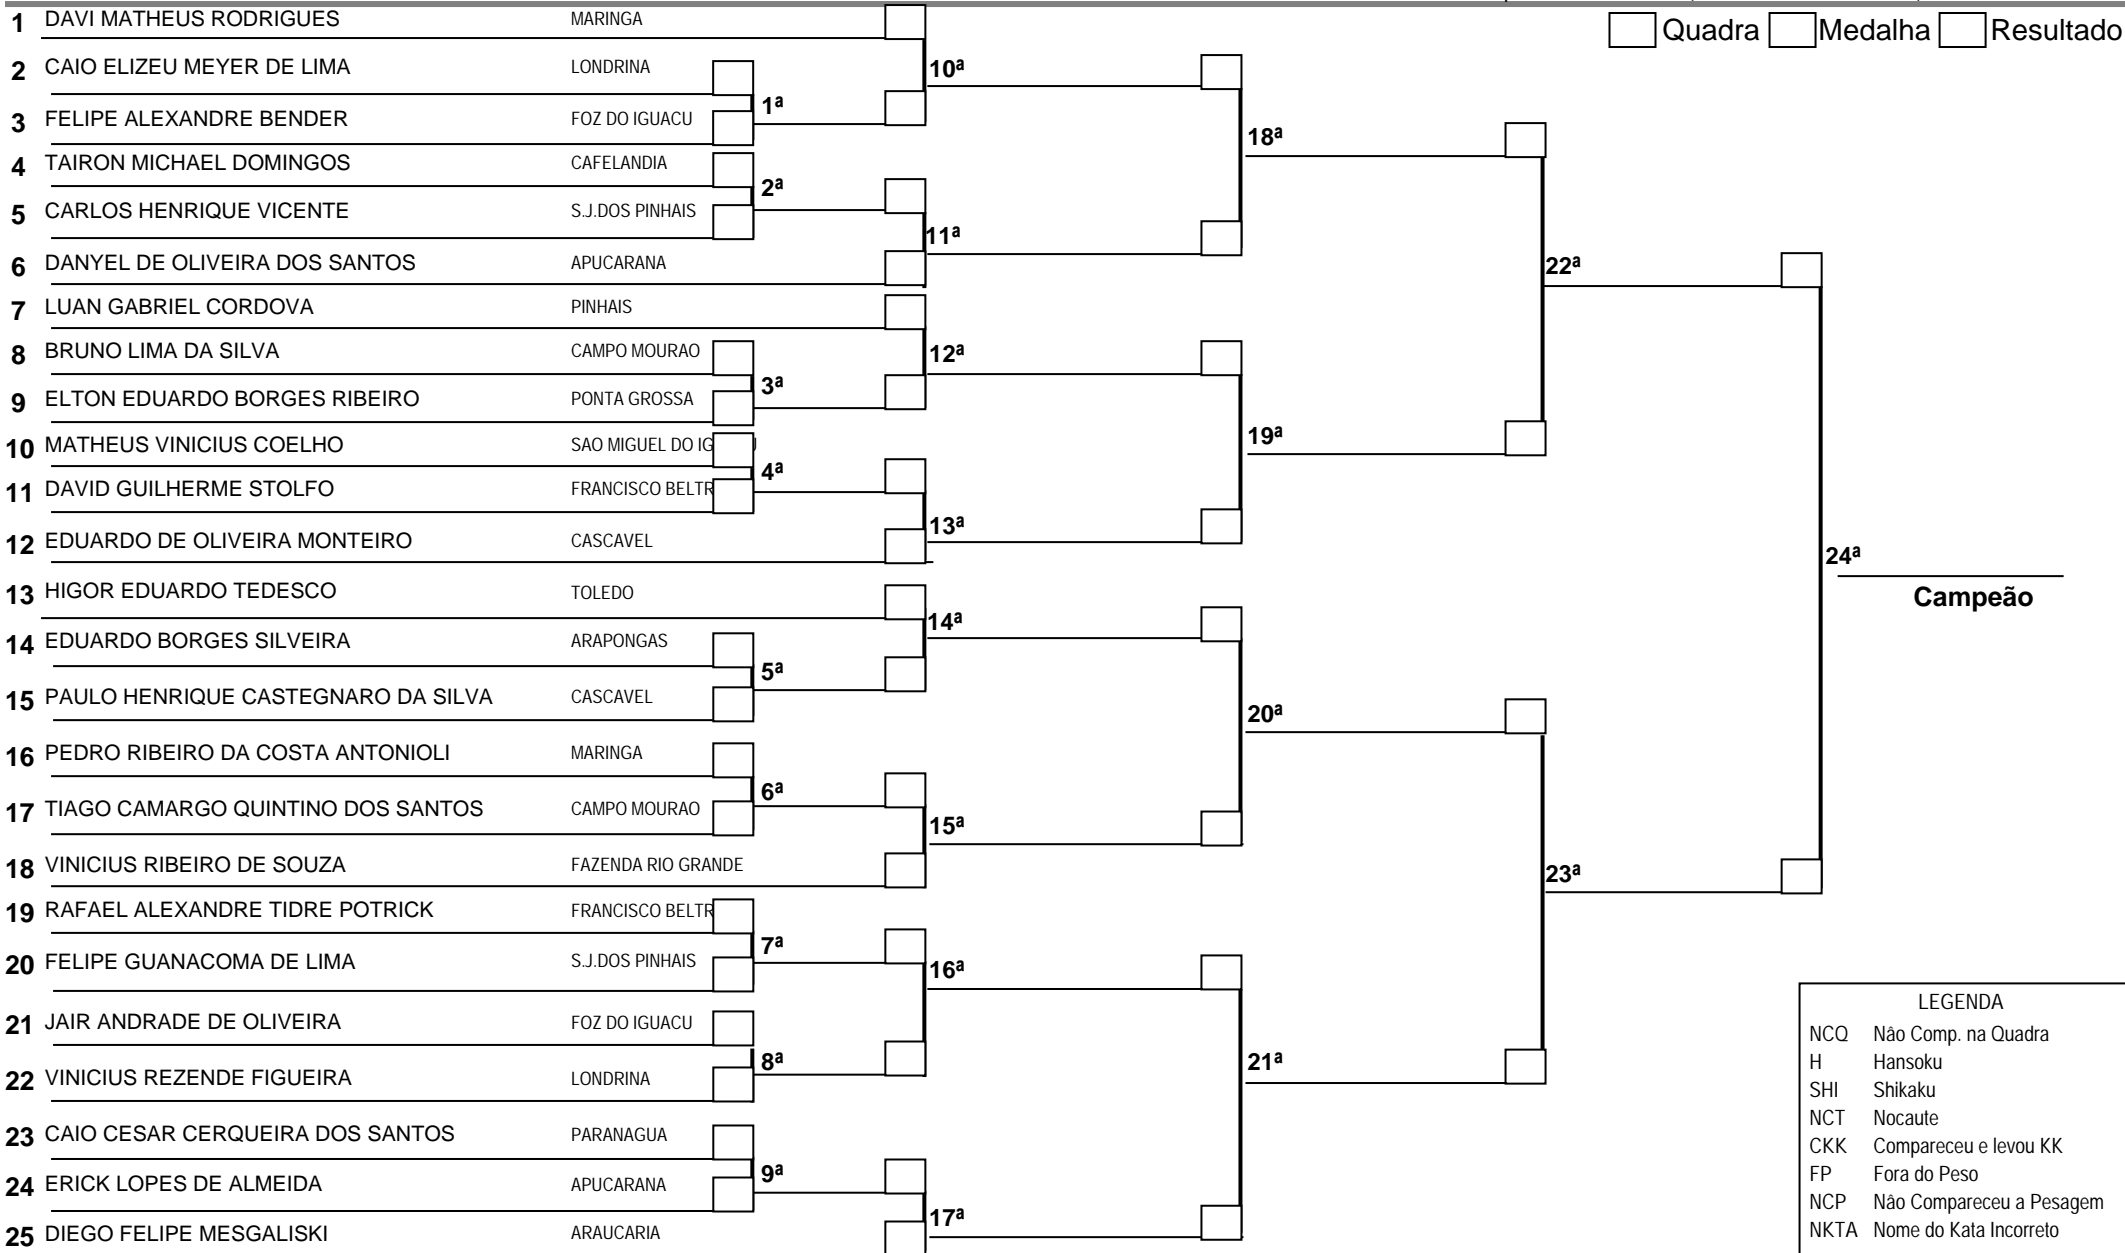 Quadra Medalha Resultado
1 DAVI MATHEUS RODRIGUES MARINGA
2 CAIO ELIZEU MEYER DE LIMA LONDRINA
10ª
1ª
3 FELIPE ALEXANDRE BENDER FOZ DO IGUACU
18ª
4 TAIRON MICHAEL DOMINGOS CAFELANDIA
2ª
5 CARLOS HENRIQUE VICENTE S.J.DOS PINHAIS
11ª
6 DANYEL DE OLIVEIRA DOS SANTOS APUCARANA
22ª
7 LUAN GABRIEL CORDOVA PINHAIS
8 BRUNO LIMA DA SILVA CAMPO MOURAO
12ª
3ª
9 ELTON EDUARDO BORGES RIBEIRO PONTA GROSSA
19ª
10 MATHEUS VINICIUS COELHO SAO MIGUEL DO IG
4ª
11 DAVID GUILHERME STOLFO FRANCISCO BELTR
13ª
12 EDUARDO DE OLIVEIRA MONTEIRO CASCAVEL
24ª
13 HIGOR EDUARDO TEDESCO TOLEDO
Campeão
14ª
14 EDUARDO BORGES SILVEIRA ARAPONGAS
5ª
15 PAULO HENRIQUE CASTEGNARO DA SILVA CASCAVEL
20ª
16 PEDRO RIBEIRO DA COSTA ANTONIOLI MARINGA
6ª
17 TIAGO CAMARGO QUINTINO DOS SANTOS CAMPO MOURAO
15ª
18 VINICIUS RIBEIRO DE SOUZA FAZENDA RIO GRANDE
23ª
19 RAFAEL ALEXANDRE TIDRE POTRICK FRANCISCO BELTR
7ª
20 FELIPE GUANACOMA DE LIMA S.J.DOS PINHAIS
16ª
21 JAIR ANDRADE DE OLIVEIRA FOZ DO IGUACU
8ª
21ª
22 VINICIUS REZENDE FIGUEIRA LONDRINA
23 CAIO CESAR CERQUEIRA DOS SANTOS PARANAGUA
9ª
24 ERICK LOPES DE ALMEIDA APUCARANA
17ª
25 DIEGO FELIPE MESGALISKI ARAUCARIA
LEGENDA
NCQ Não Comp. na Quadra
H Hansoku
SHI Shikaku
NCT Nocaute
CKK Compareceu e levou KK
FP Fora do Peso
NCP Não Compareceu a Pesagem
NKTA Nome do Kata Incorreto